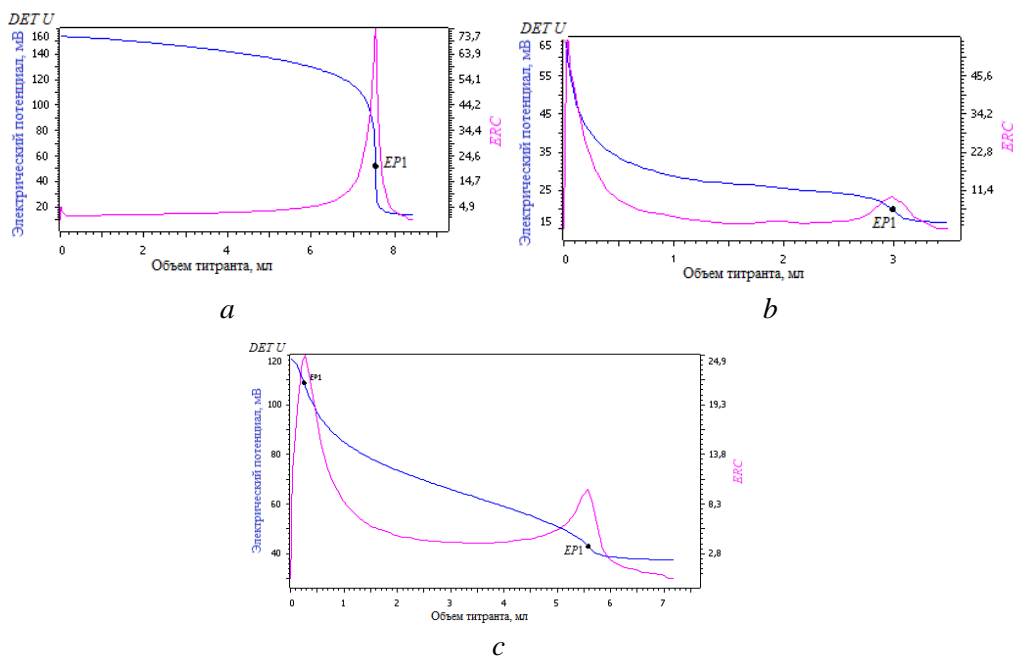 DET U
Электрический потенциал, мВ
160
140
120
100
80
60
40
20
0
2
4
6
8
Объем титранта, мл
73,7
63,9
54,1
44,2
34,4
24,6
14,7
4,9
ERC
EP1
a
DET U
Электрический потенциал, мВ
65
55
45
35
25
15
0
1
2
3
Объем титранта, мл
45,6
34,2
22,8
11,4
ERC
EP1
b
DET U
Электрический потенциал, мВ
120
100
80
60
40
0
1
2
3
4
5
6
7
Объем титранта, мл
24,9
19,3
13,8
8,3
2,8
ERC
EP1
EP1
c